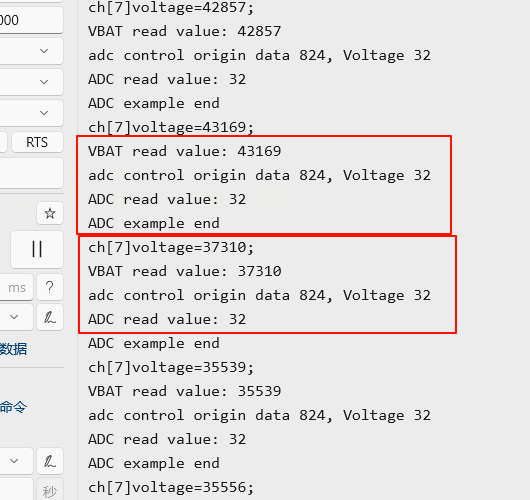 000
RTS
ms
?
数据
命令
秒
ch[7]voltage=42857;
VBAT read value: 42857
adc control origin data 824, Voltage 32
ADC read value: 32
ADC example end
ch[7]voltage=43169;
VBAT read value: 43169
adc control origin data 824, Voltage 32
ADC read value: 32
ADC example end
ch[7]voltage=37310;
VBAT read value: 37310
adc control origin data 824, Voltage 32
ADC read value: 32
ADC example end
ch[7]voltage=35539;
VBAT read value: 35539
adc control origin data 824, Voltage 32
ADC read value: 32
ADC example end
ch[7]voltage=35556;